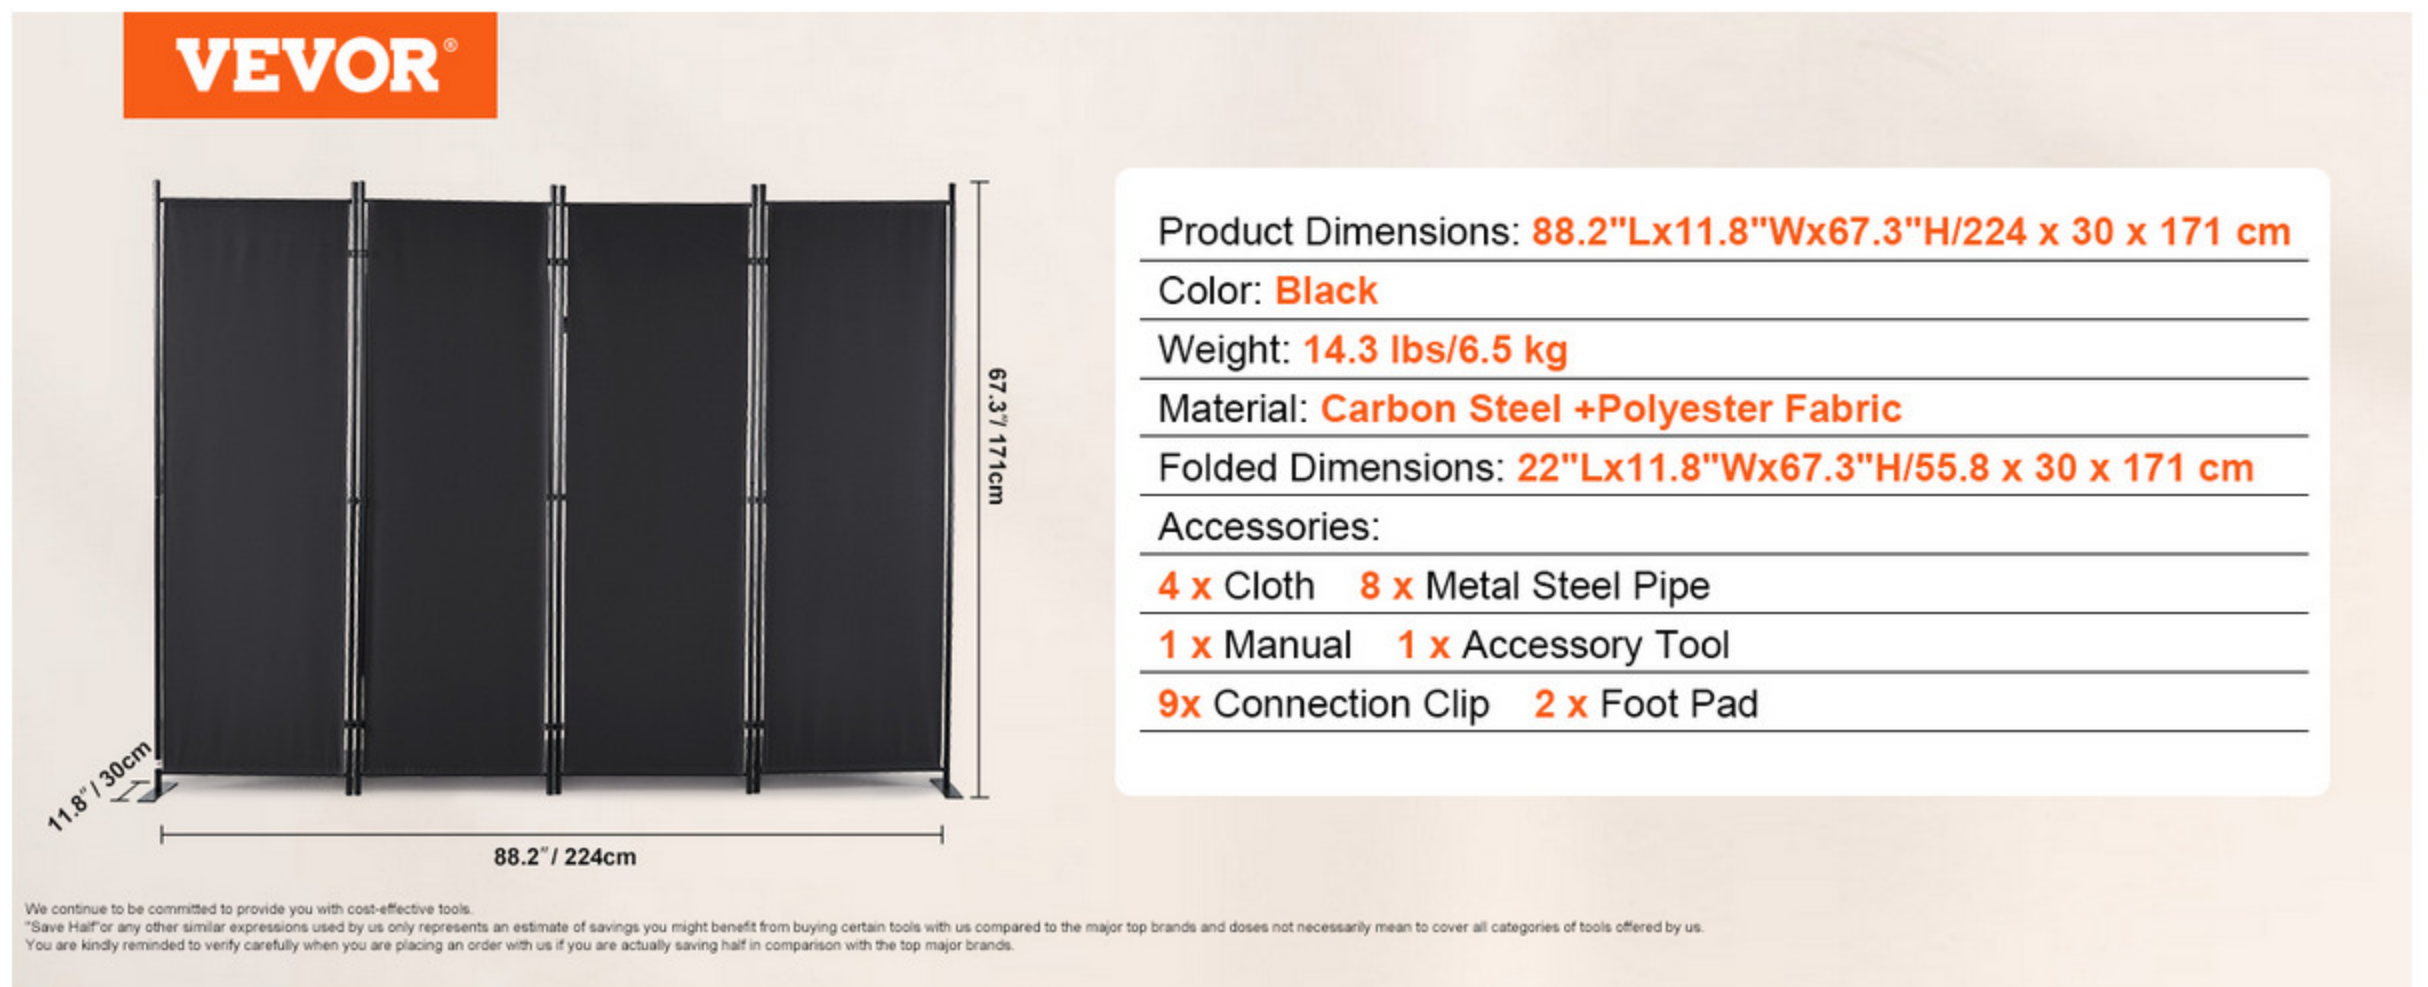 VEVOR®
Product Dimensions: 88.2"Lx11.8"Wx67.3"H/224 x 30 x 171 cm
Color: Black
Weight: 14.3 lbs/6.5 kg
Material: Carbon Steel +Polyester Fabric
Folded Dimensions: 22"Lx11.8"Wx67.3"H/55.8 x 30 x 171 cm
Accessories:
4 x Cloth 8 x Metal Steel Pipe
1 x Manual 1 x Accessory Tool
9x Connection Clip 2 x Foot Pad
67.3"/ 171cm
11.8" / 30cm
88.2"/ 224cm
We continue to be committed to provide you with cost-effective tools.
"Save Half"or any other similar expressions used by us only represents an estimate of savings you might benefit from buying certain tools with us compared to the major top brands and doses not necessarily mean to cover all categories of tools offered by us.
You are kindly reminded to verify carefully when you are placing an order with us if you are actually saving half in comparison with the top major brands.